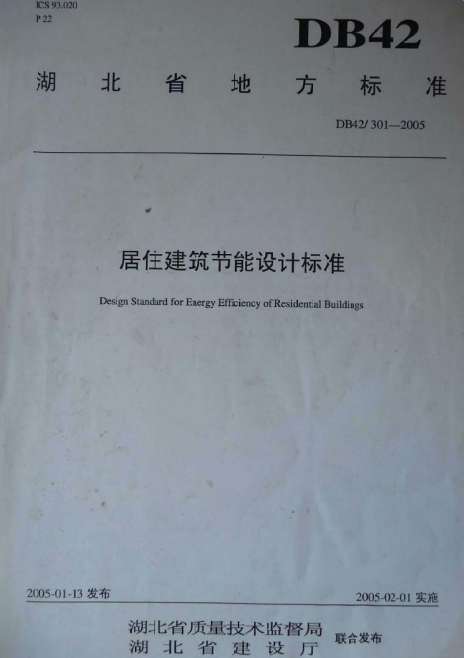 ICS 93.020
P 22
DB42
湖北省地方标准
DB42/ 301—2005
居住建筑节能设计标准
Design Standard for Energy Efficiency of Residential Buildings
2005-01-13 发布
2005-02-01 实施
湖北省质量技术监督局
湖北省建设厅
联合发布